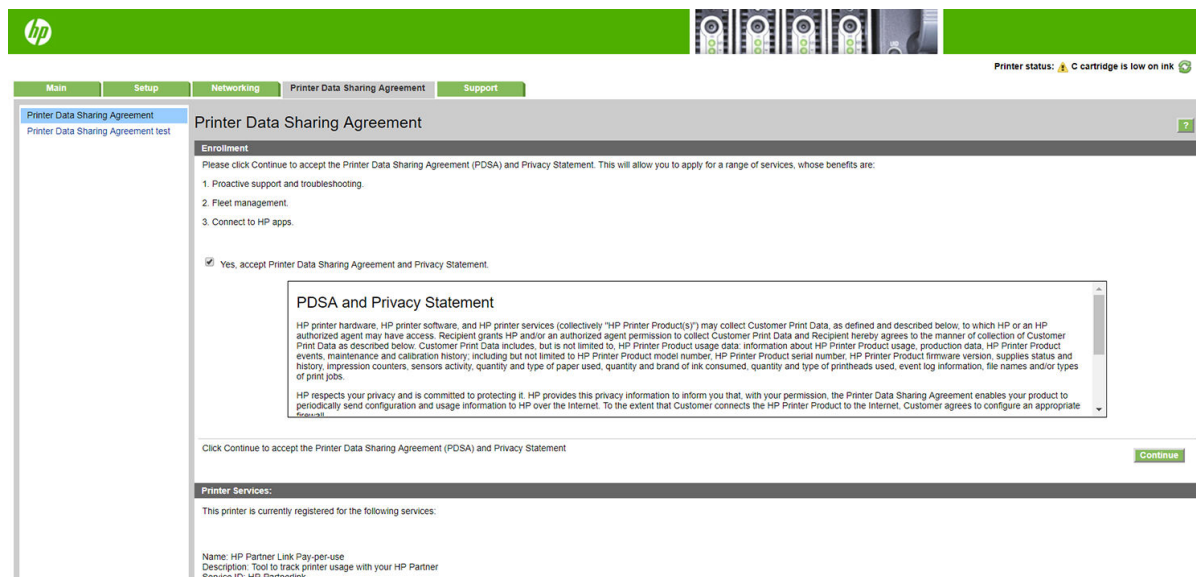 hp
Printer status: C cartridge is low on ink
Main
Setup
Networking
Printer Data Sharing Agreement
Support
Printer Data Sharing Agreement
Printer Data Sharing Agreement test
Printer Data Sharing Agreement
?
Enrollment
Please click Continue to accept the Printer Data Sharing Agreement (PDSA) and Privacy Statement. This will allow you to apply for a range of services, whose benefits are:
1. Proactive support and troubleshooting.
2. Fleet management.
3. Connect to HP apps.
Yes, accept Printer Data Sharing Agreement and Privacy Statement.
PDSA and Privacy Statement
HP printer hardware, HP printer software, and HP printer services (collectively "HP Printer Product(s)") may collect Customer Print Data, as defined and described below, to which HP or an HP
authorized agent may have access. Recipient grants HP and/or an authorized agent permission to collect Customer Print Data and Recipient hereby agrees to the manner of collection of Customer
Print Data as described below. Customer Print Data includes, but is not limited to, HP Printer Product usage data: information about HP Printer Product usage, production data, HP Printer Product
events, maintenance and calibration history; including but not limited to HP Printer Product model number, HP Printer Product serial number, HP Printer Product firmware version, supplies status and
history, impression counters, sensors activity, quantity and type of paper used, quantity and brand of ink consumed, quantity and type of printheads used, event log information, file names and/or types
of print jobs.
HP respects your privacy and is committed to protecting it. HP provides this privacy information to inform you that, with your permission, the Printer Data Sharing Agreement enables your product to
periodically send configuration and usage information to HP over the Internet. To the extent that Customer connects the HP Printer Product to the Internet, Customer agrees to configure an appropriate
firewall
Click Continue to accept the Printer Data Sharing Agreement (PDSA) and Privacy Statement
Continue
Printer Services:
This printer is currently registered for the following services:
Name: HP Partner Link Pay-per-use
Description: Tool to track printer usage with your HP Partner
Service ID: HP Partnerlink